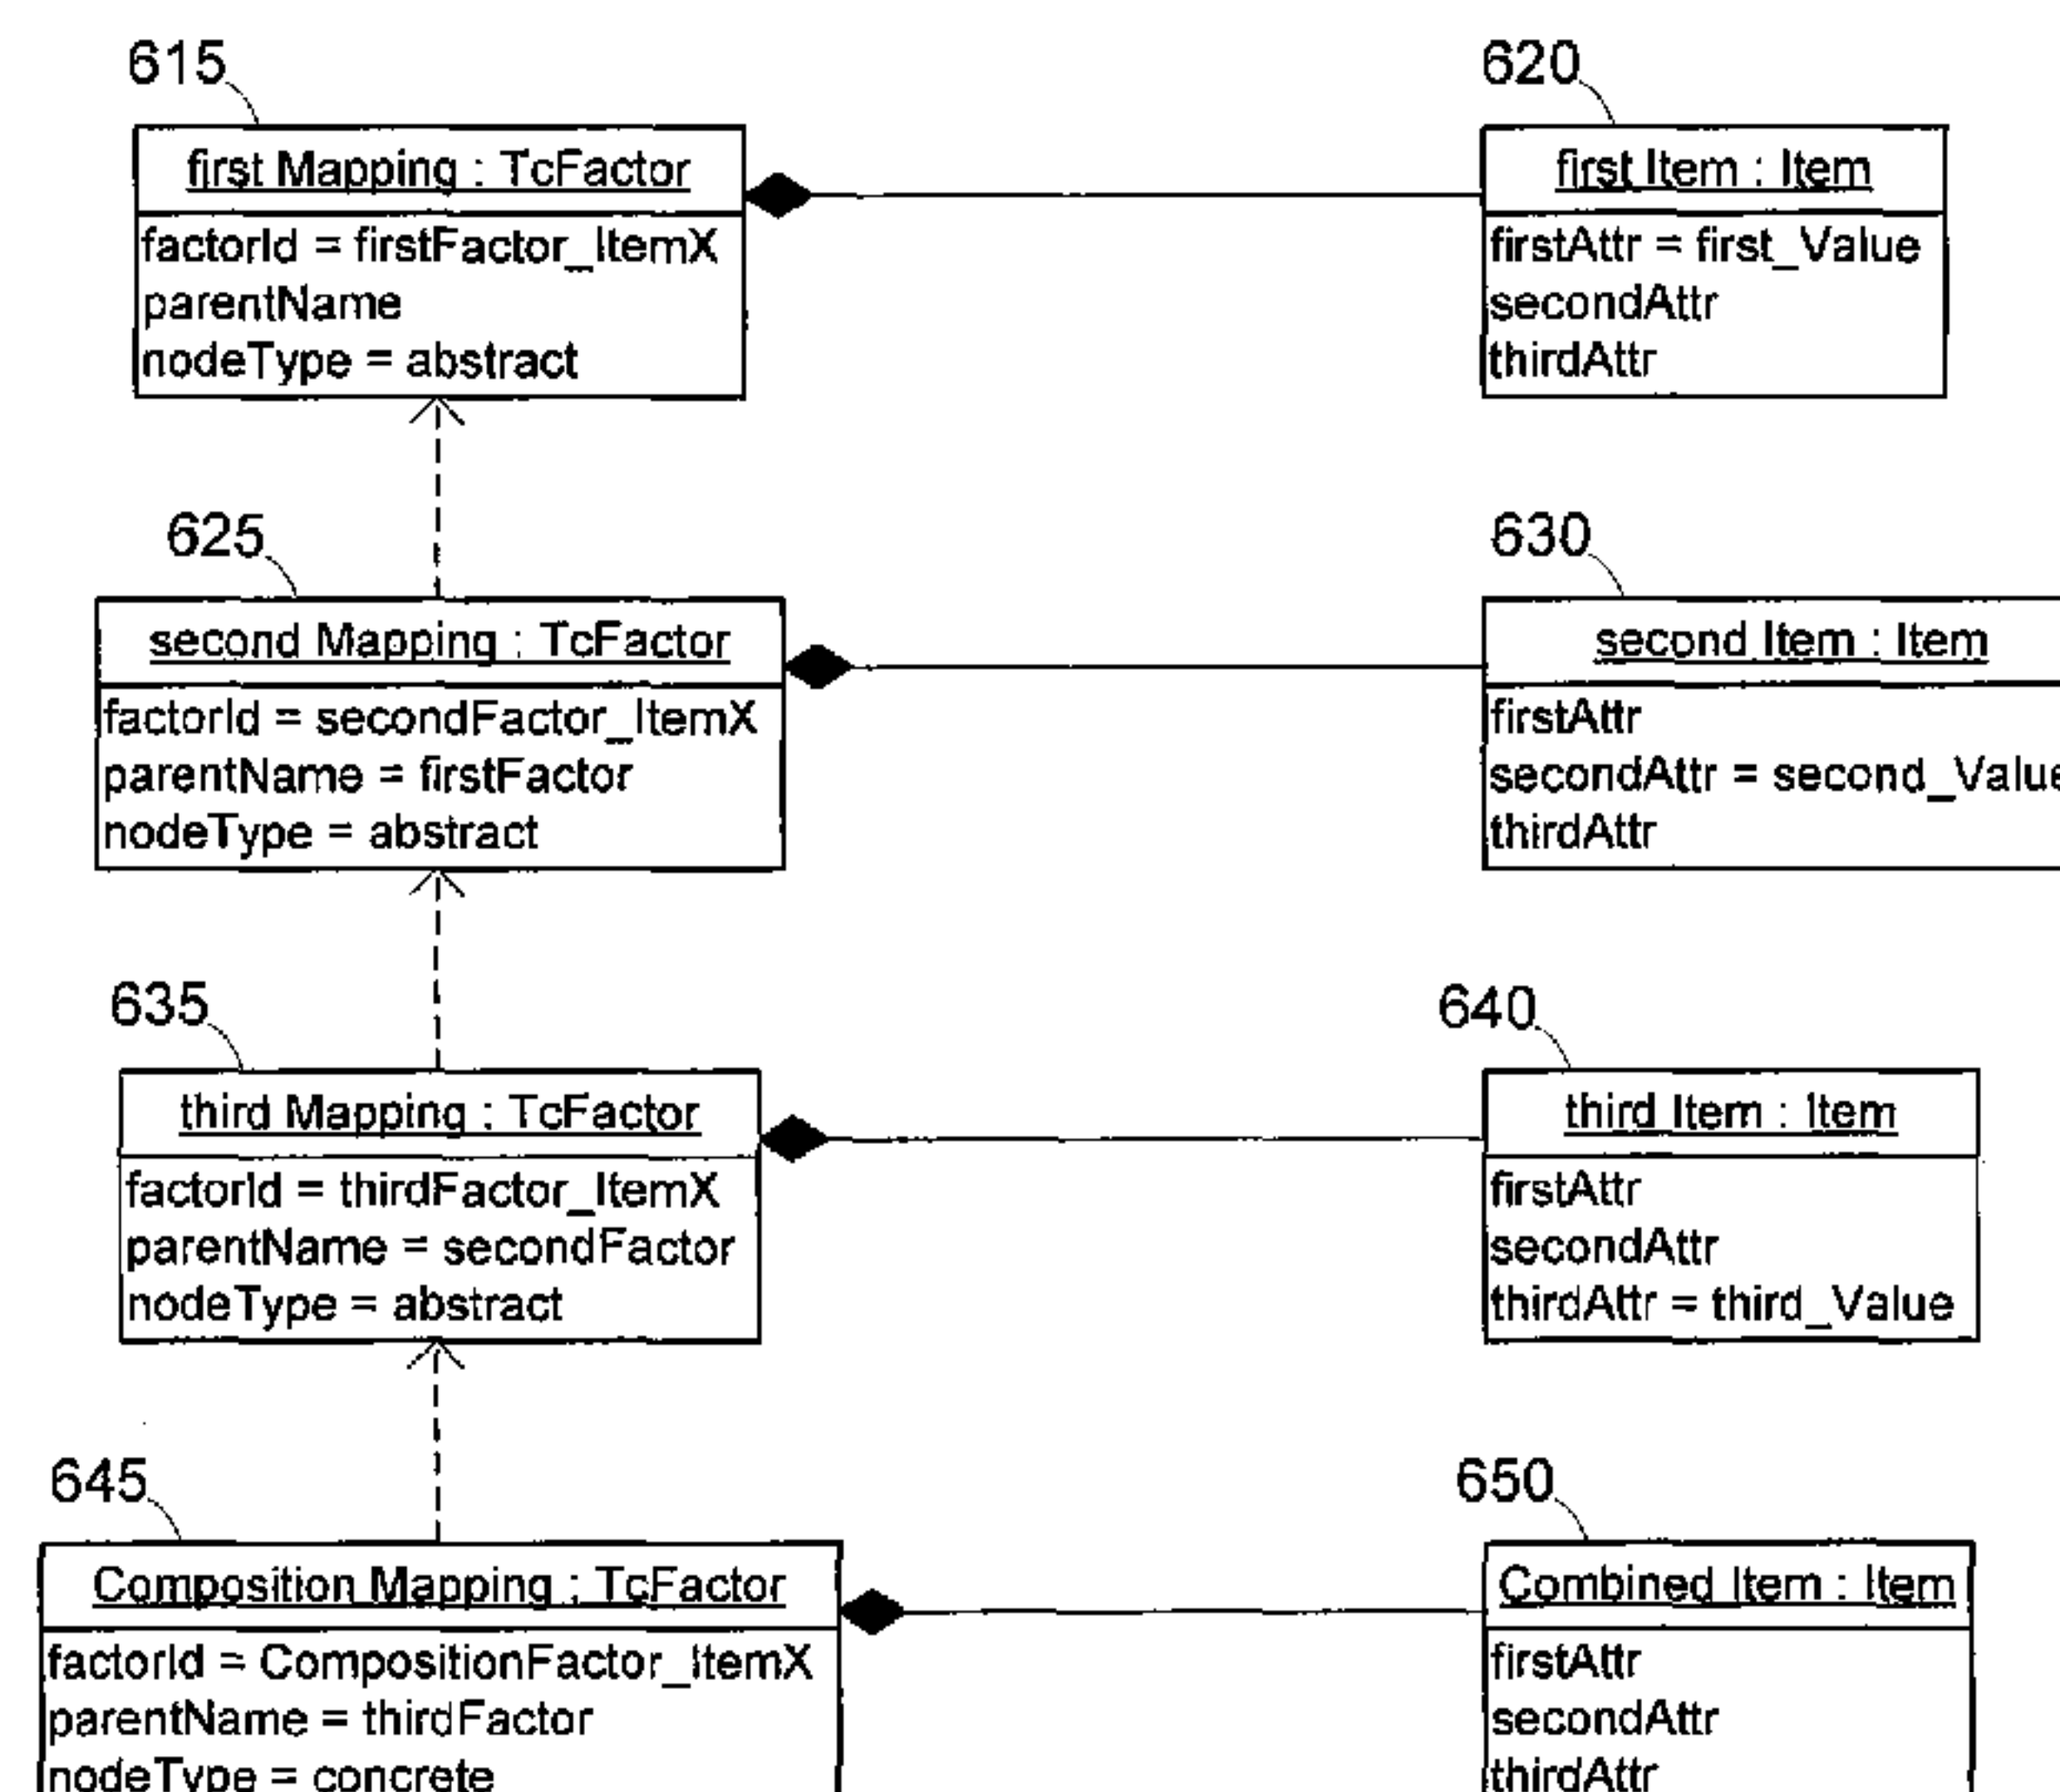 615
first Mapping : TcFactor
factorId = firstFactor_ItemX
parentName
nodeType = abstract
620
first Item : Item
firstAttr = first_Value
secondAttr
thirdAttr
625
second Mapping : TcFactor
factorId = secondFactor_ItemX
parentName = firstFactor
nodeType = abstract
630
second Item : Item
firstAttr
secondAttr = second_Value
thirdAttr
635
third Mapping : TcFactor
factorId = thirdFactor_ItemX
parentName = secondFactor
nodeType = abstract
640
third Item : Item
firstAttr
secondAttr
thirdAttr = third_Value
645
Composition Mapping : TcFactor
factorId = CompositionFactor_ItemX
parentName = thirdFactor
nodeType = concrete
650
Combined Item : Item
firstAttr
secondAttr
thirdAttr